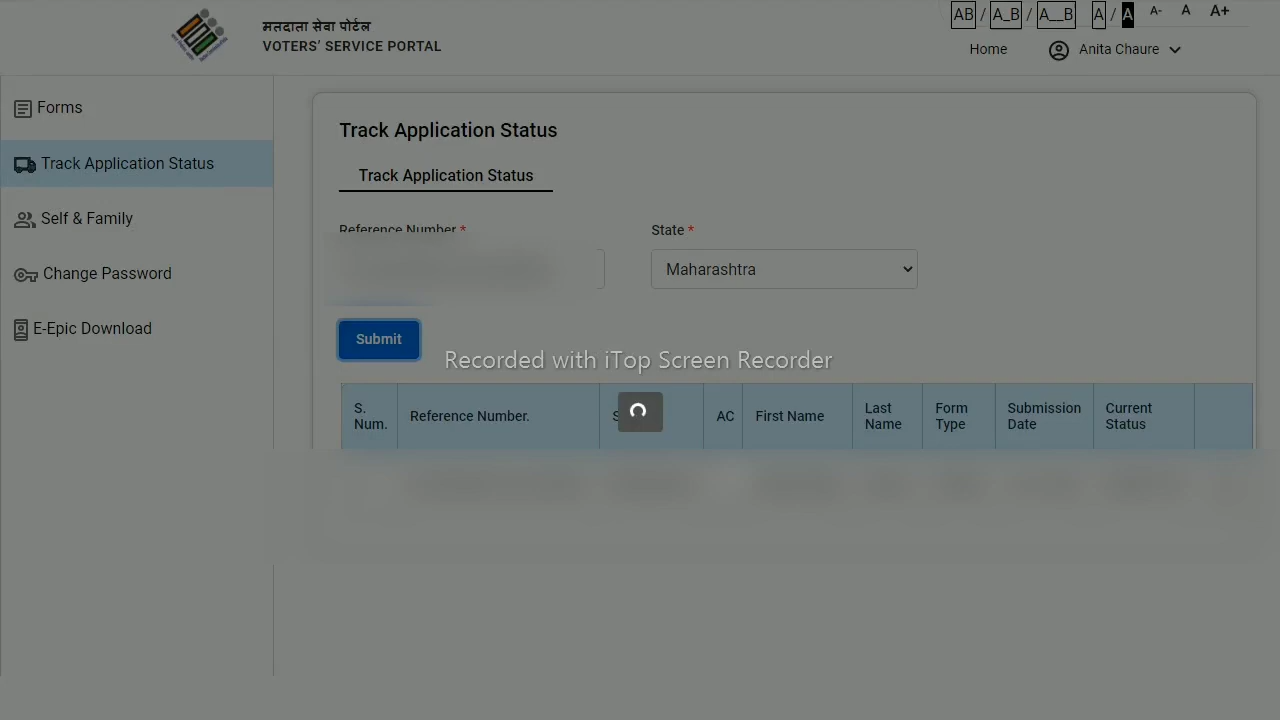 AB / A_B / A__B A / A A- A A+
मतदाता सेवा पोर्टल
VOTERS' SERVICE PORTAL
Home Anita Chaure
Forms
Track Application Status
Self & Family
Change Password
E-Epic Download
Track Application Status
Track Application Status
Reference Number * State *
Maharashtra
Submit
Recorded with iTop Screen Recorder
S. Num. Reference Number. AC First Name Last Name Form Type Submission Date Current Status